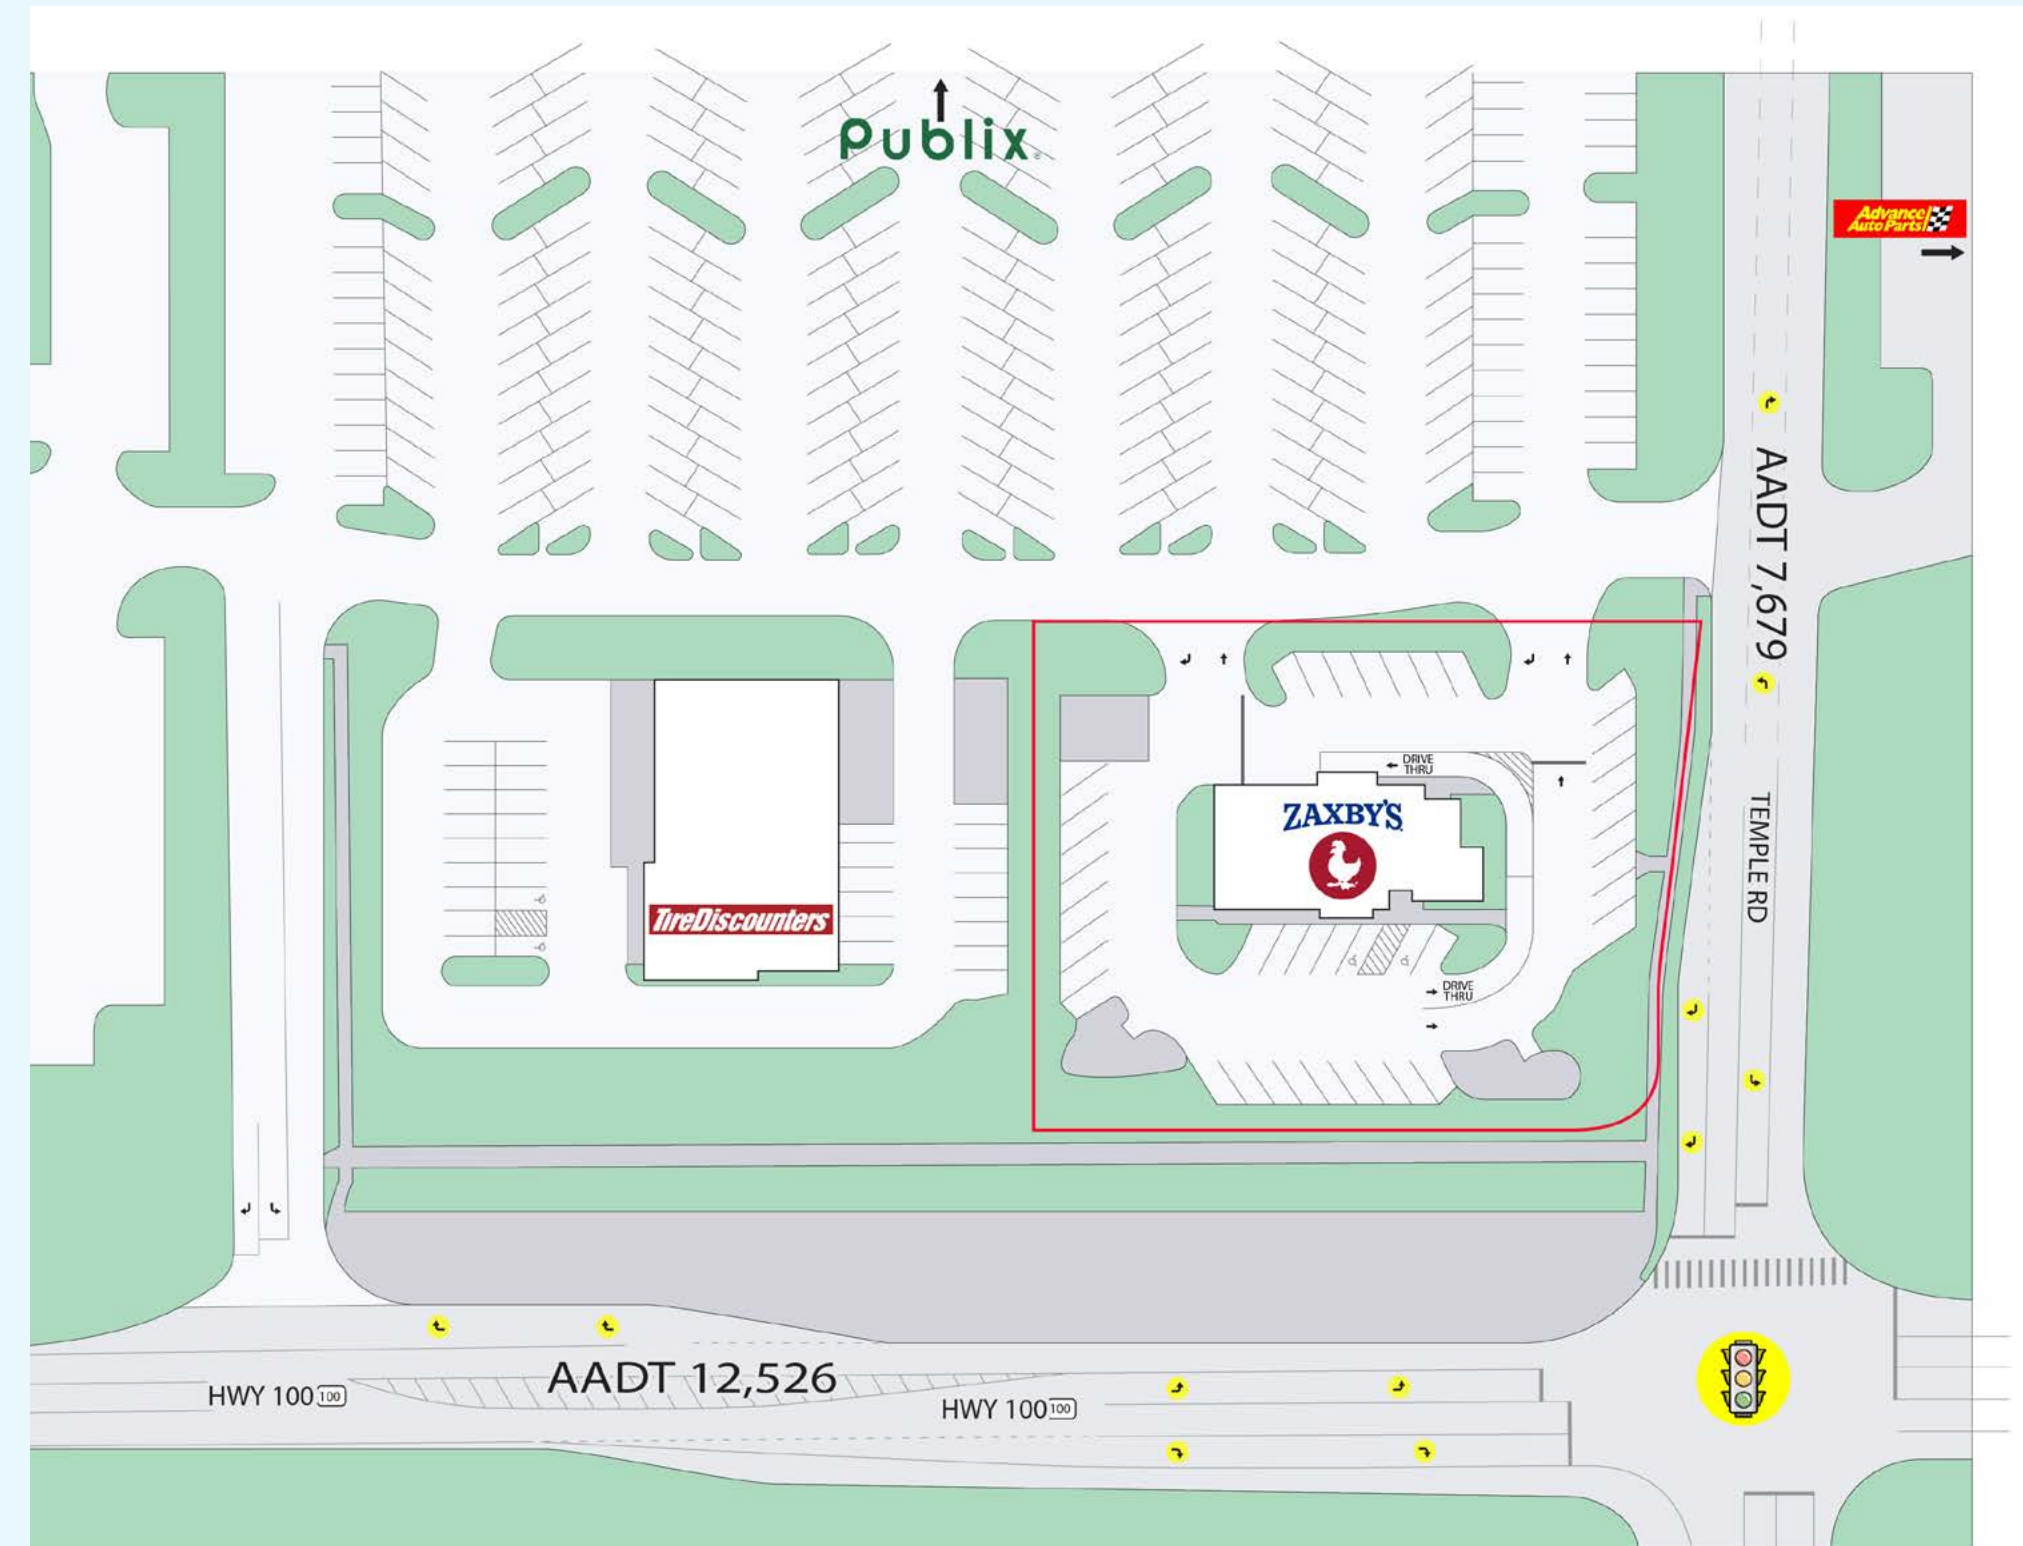 Publix
Advance
Auto Parts
AADT 7,679
DRIVE
THRU
ZAXBY'S
TEMPLE RD
TireDiscounters
DRIVE
THRU
AADT 12,526
HWY 100 100
HWY 100 100